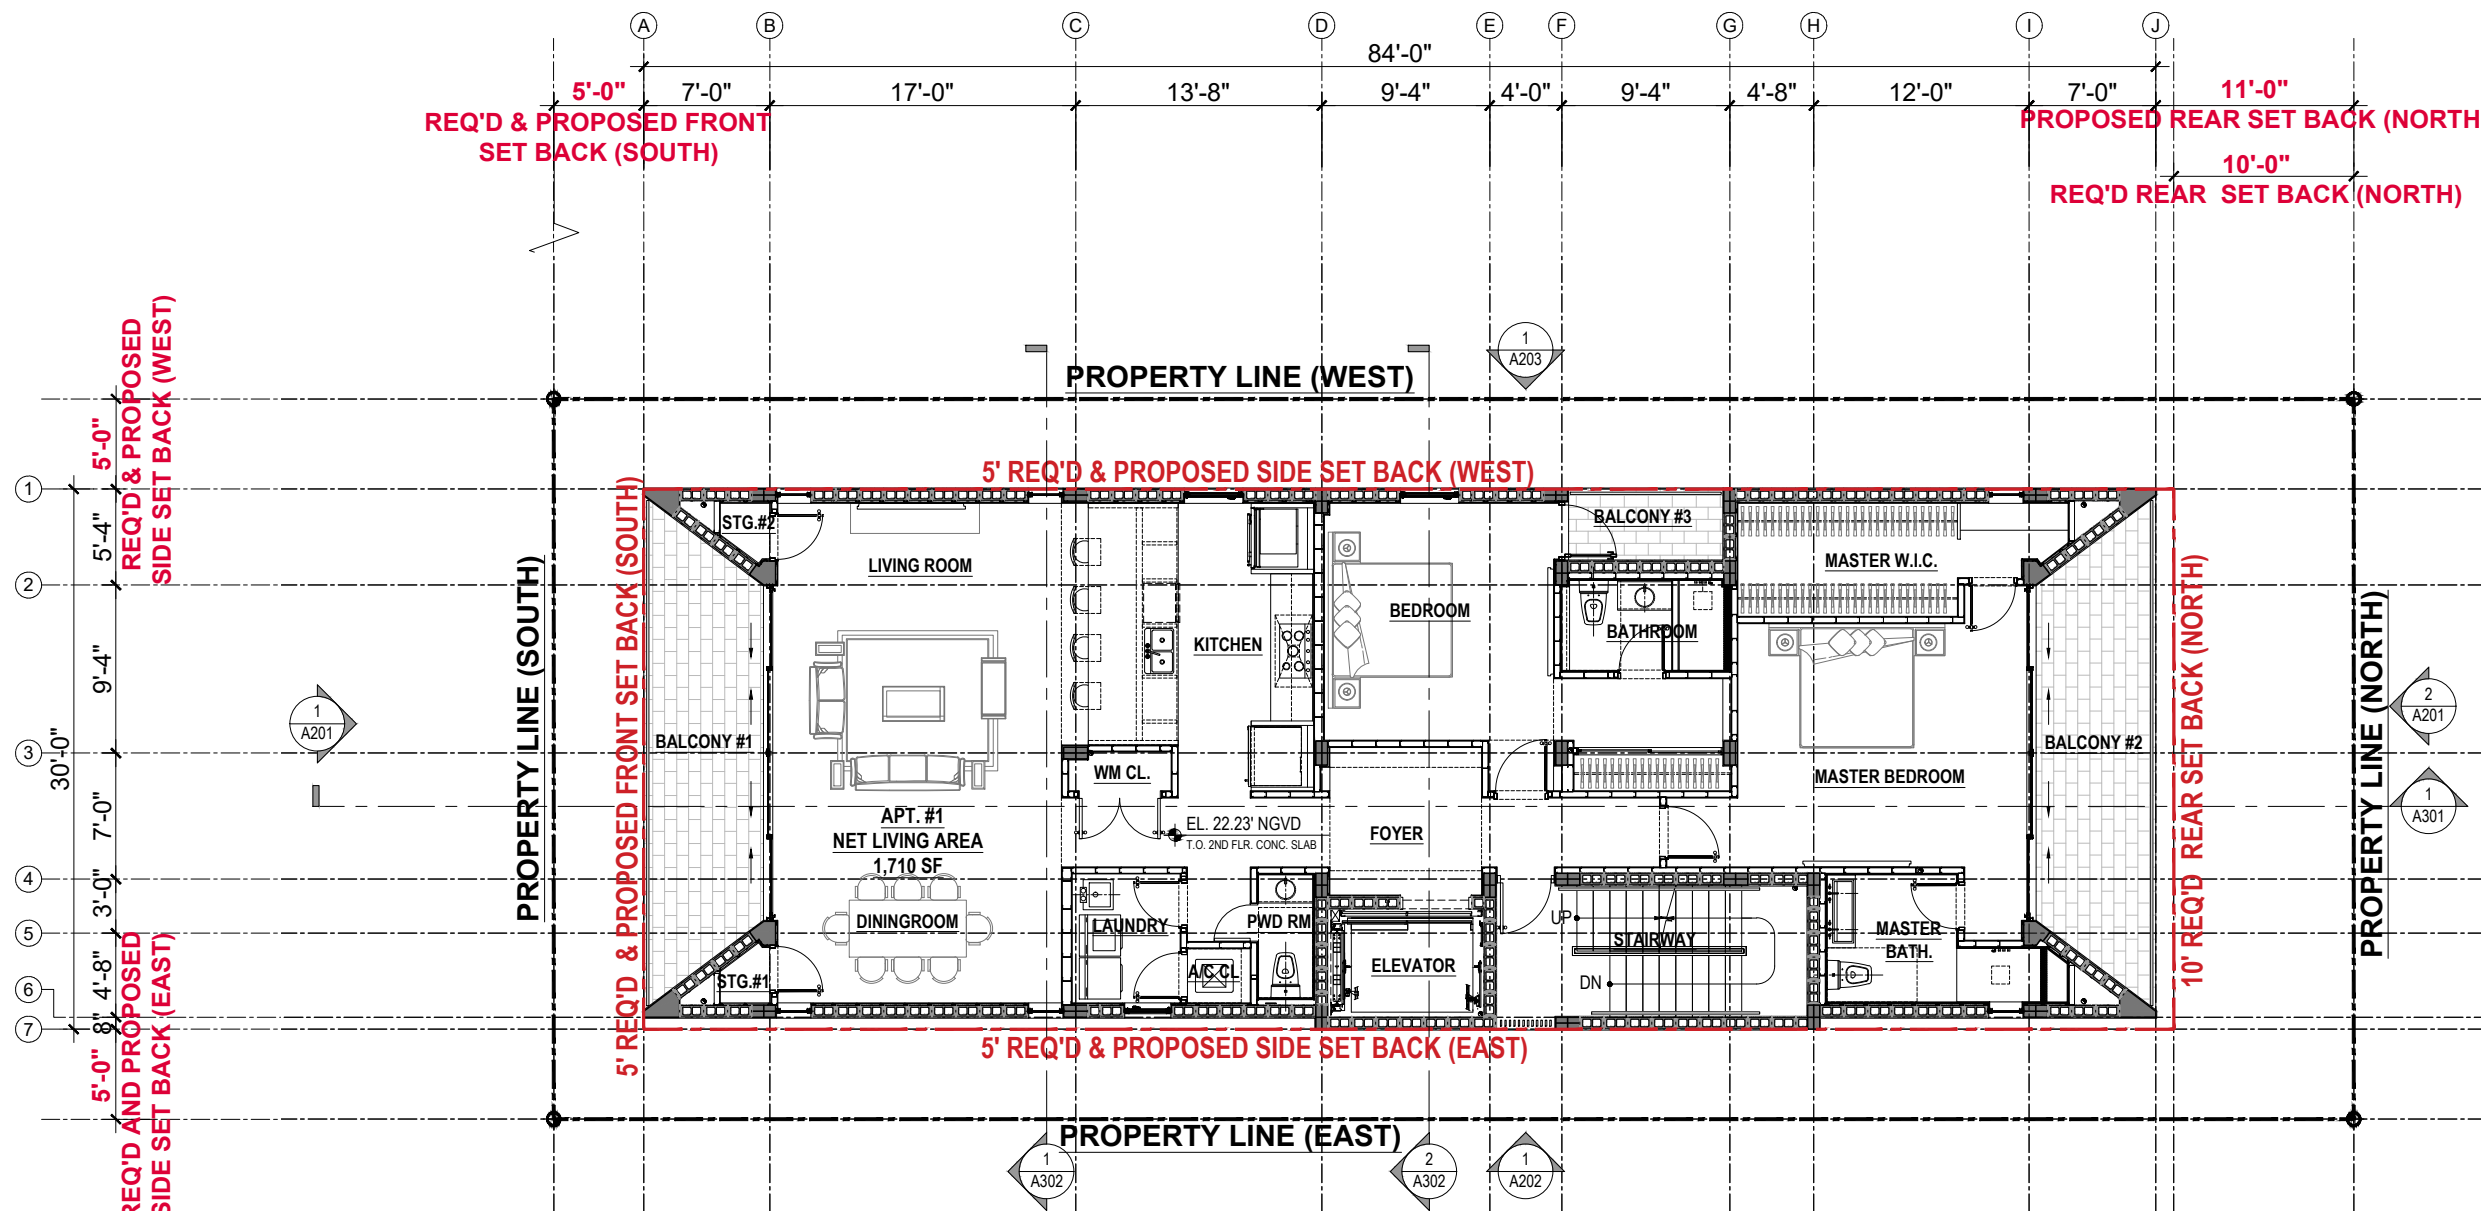 A B C D E F G H I J
84'-0"
5'-0" 7'-0" 17'-0" 13'-8" 9'-4" 4'-0" 9'-4" 4'-8" 12'-0" 7'-0" 11'-0"
REQ'D & PROPOSED FRONT
SET BACK (SOUTH)
PROPOSED REAR SET BACK (NORTH
10'-0"
REQ'D REAR SET BACK (NORTH)
REQ'D & PROPOSED
SIDE SET BACK (WEST)
5'-0"
1
A203
PROPERTY LINE (WEST)
5' REQ'D & PROPOSED SIDE SET BACK (WEST)
1
5'-4"
2
9'-4"
3
30'-0"
7'-0"
4
3'-0"
5
4'-8"
6
8"
7
5'-0"
REQ'D AND PROPOSED
SIDE SET BACK (EAST)
1
A201
PROPERTY LINE (SOUTH)
5' REQ'D & PROPOSED FRONT SET BACK (SOUTH)
STG.#2
LIVING ROOM
BALCONY #3
MASTER W.I.C.
BEDROOM
BATHROOM
KITCHEN
BALCONY #1
BALCONY #2
WM CL.
MASTER BEDROOM
APT. #1
NET LIVING AREA
1,710 SF
EL. 22.23' NGVD
T.O. 2ND FLR. CONC. SLAB
FOYER
DININGROOM
LAUNDRY
PWD RM
UP
STAIRWAY
MASTER
BATH.
STG.#1
A/C CL
ELEVATOR
DN
10' REQ'D REAR SET BACK (NORTH)
PROPERTY LINE (NORTH)
2
A201
1
A301
5' REQ'D & PROPOSED SIDE SET BACK (EAST)
PROPERTY LINE (EAST)
1
A302
2
A302
1
A202